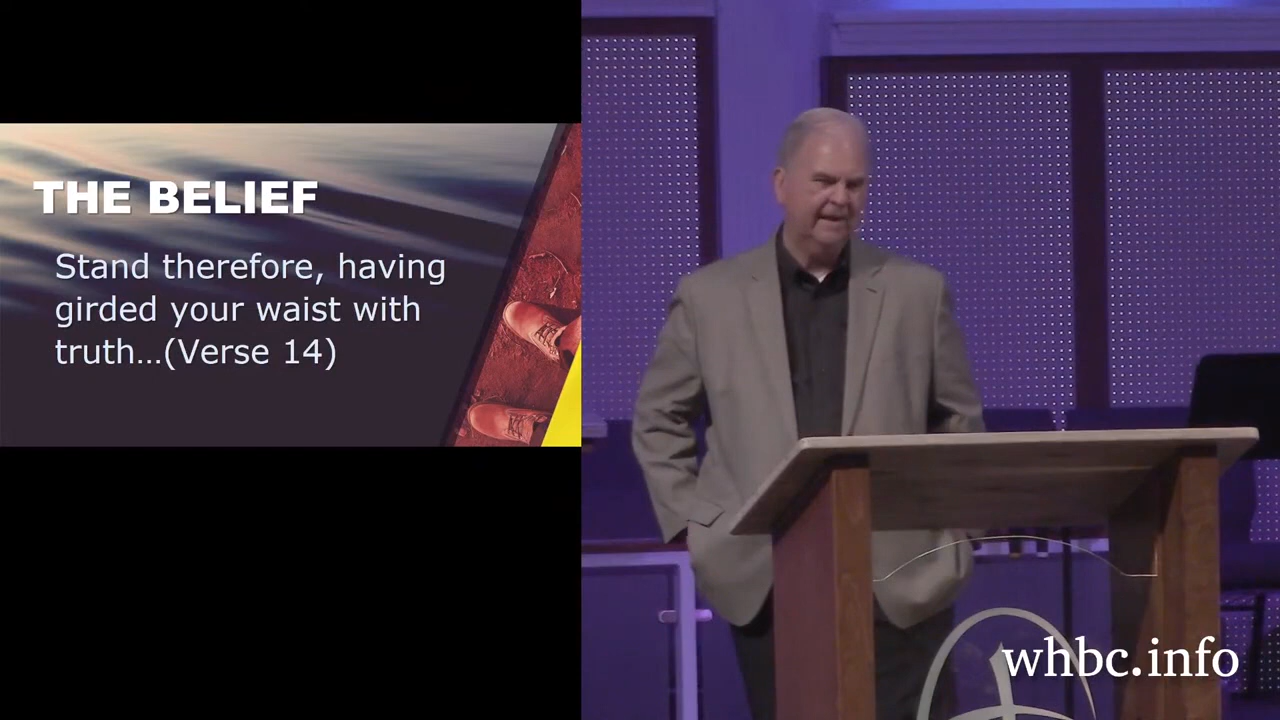 THE BELIEF
Stand therefore, having
girded your waist with
truth…(Verse 14)
whbc.info